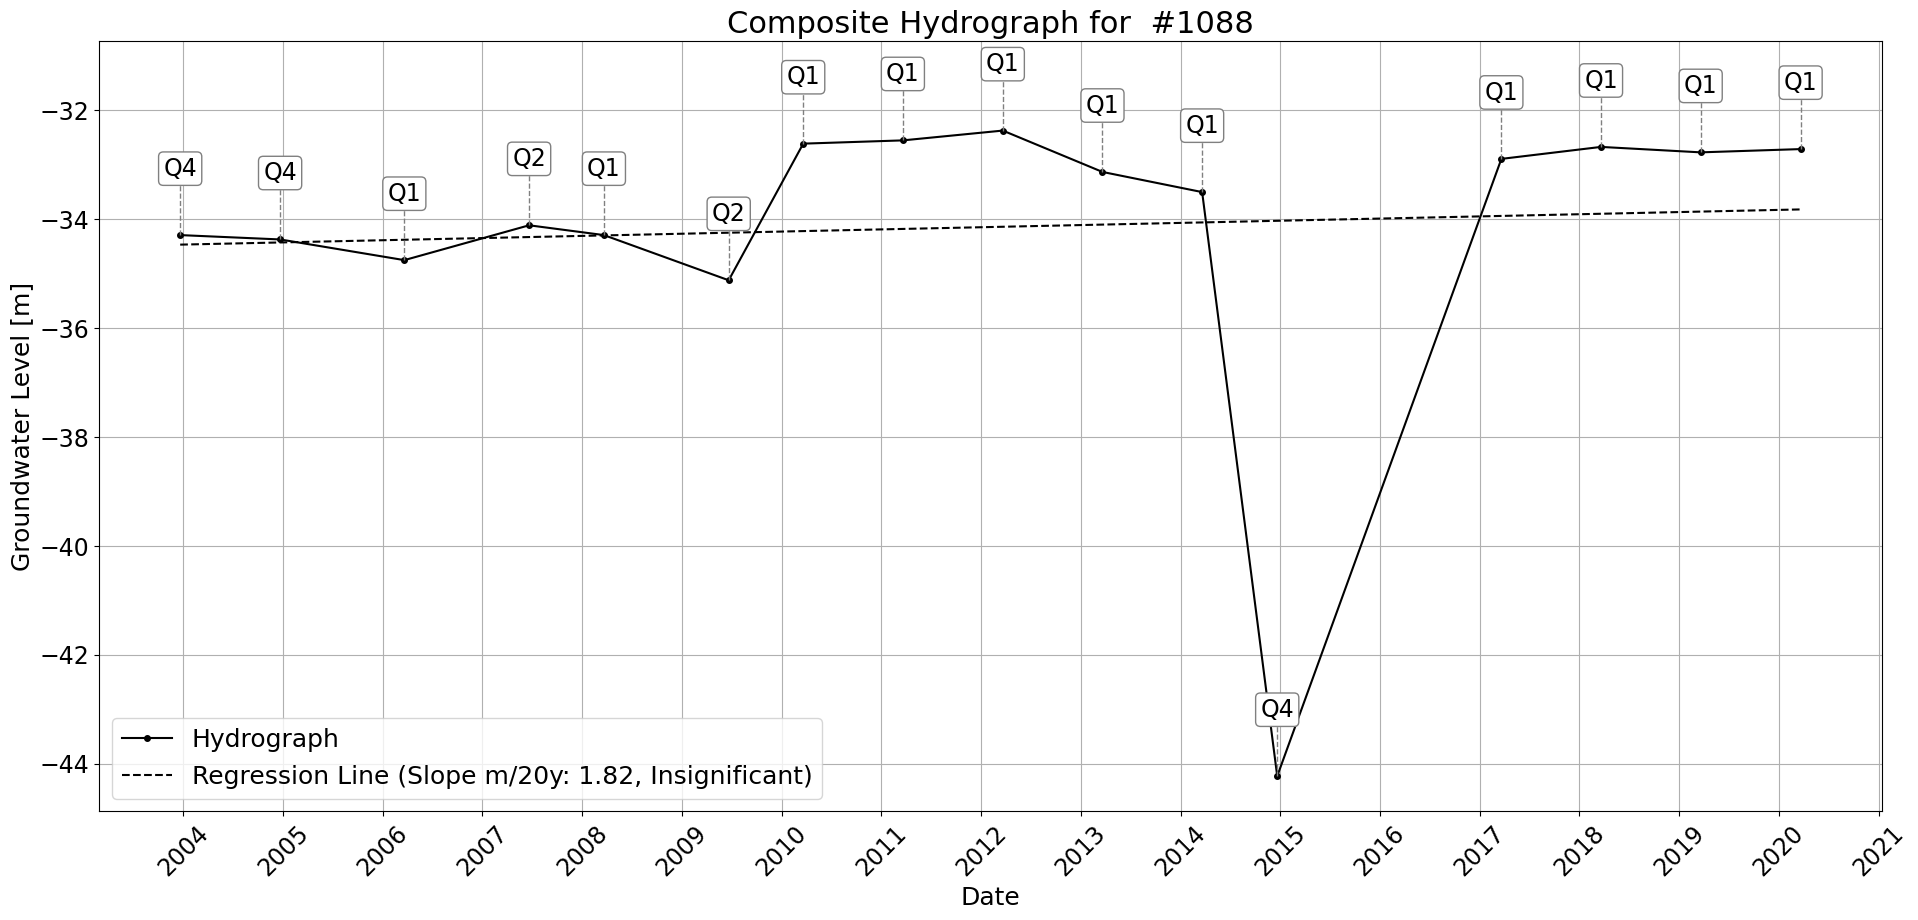 Composite Hydrograph for  #1088
Q4
Q4
Q1
Q2
Q1
Q2
Q1
Q1
Q1
Q1
Q1
Q4
Q1
Q1
Q1
Q1
−32
−34
−36
−38
−40
−42
−44
Groundwater Level [m]
Hydrograph
Regression Line (Slope m/20y: 1.82, Insignificant)
2004
2005
2006
2007
2008
2009
2010
2011
2012
2013
2014
2015
2016
2017
2018
2019
2020
2021
Date